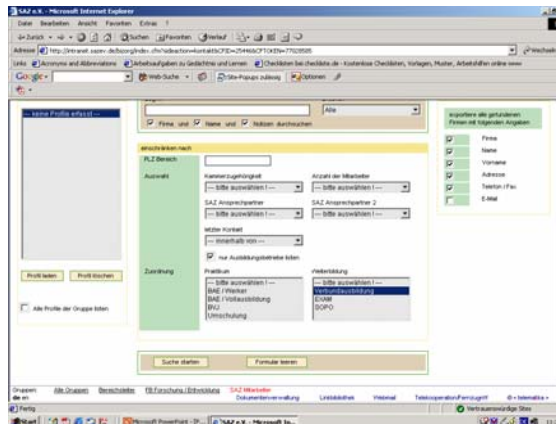 SAZ e.V. - Microsoft Internet Explorer
Datei Bearbeiten Ansicht Favoriten Extras ?
Zurück Suchen Favoriten Verlauf
Adresse
Links Acronyms and Abbreviations Arbeitsaufgaben zu Gedächtnis und Lernen Checklisten bei checkliste.de - Kostenlose Checklisten, Vorlagen, Muster, Arbeitshilfen online
Google Web-Suche Site-Popups zulässig Optionen
--- keine Profile erfasst ---
Alle
Firma und Name und Notizen durchsuchen
exportiere alle gefundenen
Firmen mit folgenden Angaben
Firma
Name
Vorname
Adresse
Telefon / Fax
E-Mail
einschränken nach
PLZ Bereich
Auswahl
Kammerzugehörigkeit Anzahl der Mitarbeiter
--- bitte auswählen ! --- --- bitte auswählen ! ---
SAZ Ansprechpartner SAZ Ansprechpartner 2
--- bitte auswählen ! --- --- bitte auswählen ! ---
letzter Kontakt
--- innerhalb von ---
nur Ausbildungsbetriebe listen
Zuordnung
Praktikum Weiterbildung
--- bitte auswählen ! --- --- bitte auswählen ! ---
BAE / Werker Verbundausbildung
BAE / Vollausbildung EXAM
BVJ SOPO
Umschulung
Profil laden Profil löschen
Alle Profile der Gruppe listen
Suche starten Formular leeren
Gruppen: Alle Gruppen Bereichsleiter FB Forschung / Entwicklung SAZ Mitarbeiter
de en Dokumentenverwaltung Linkbibliothek Webmail Telekooperation/Fernzugriff
Fertig Vertrauenswürdige Sites
Start Microsoft PowerPoint SAZ e.V. - Microsoft In...